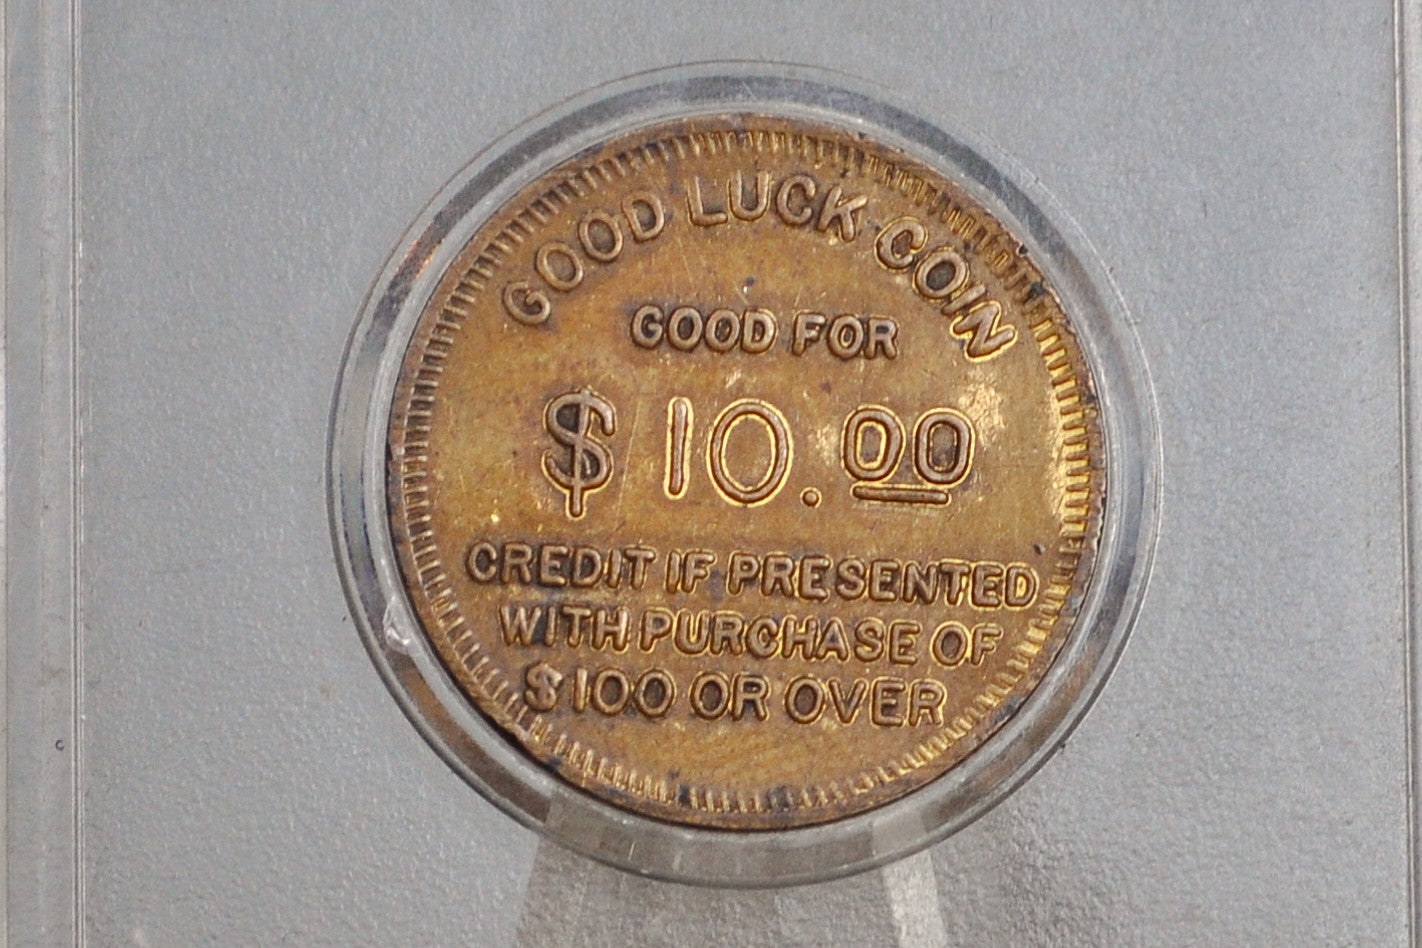 GOOD LUCK COIN
GOOD FOR
$ 10.00
CREDIT IF PRESENTED
WITH PURCHASE OF
$100 OR OVER